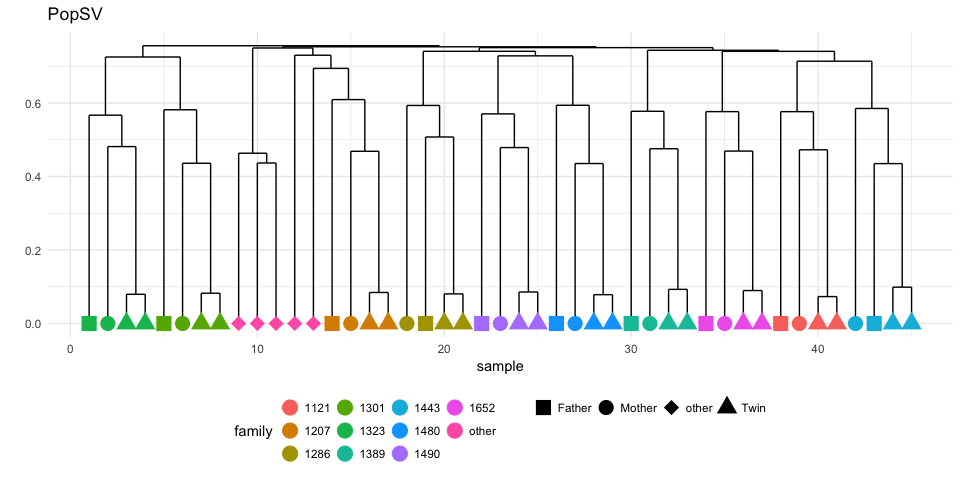 PopSV
0.6
0.4
0.2
0.0
0 10 20 30 40
sample
family
1121 1301 1443 1652
1207 1323 1480 other
1286 1389 1490
Father Mother other Twin